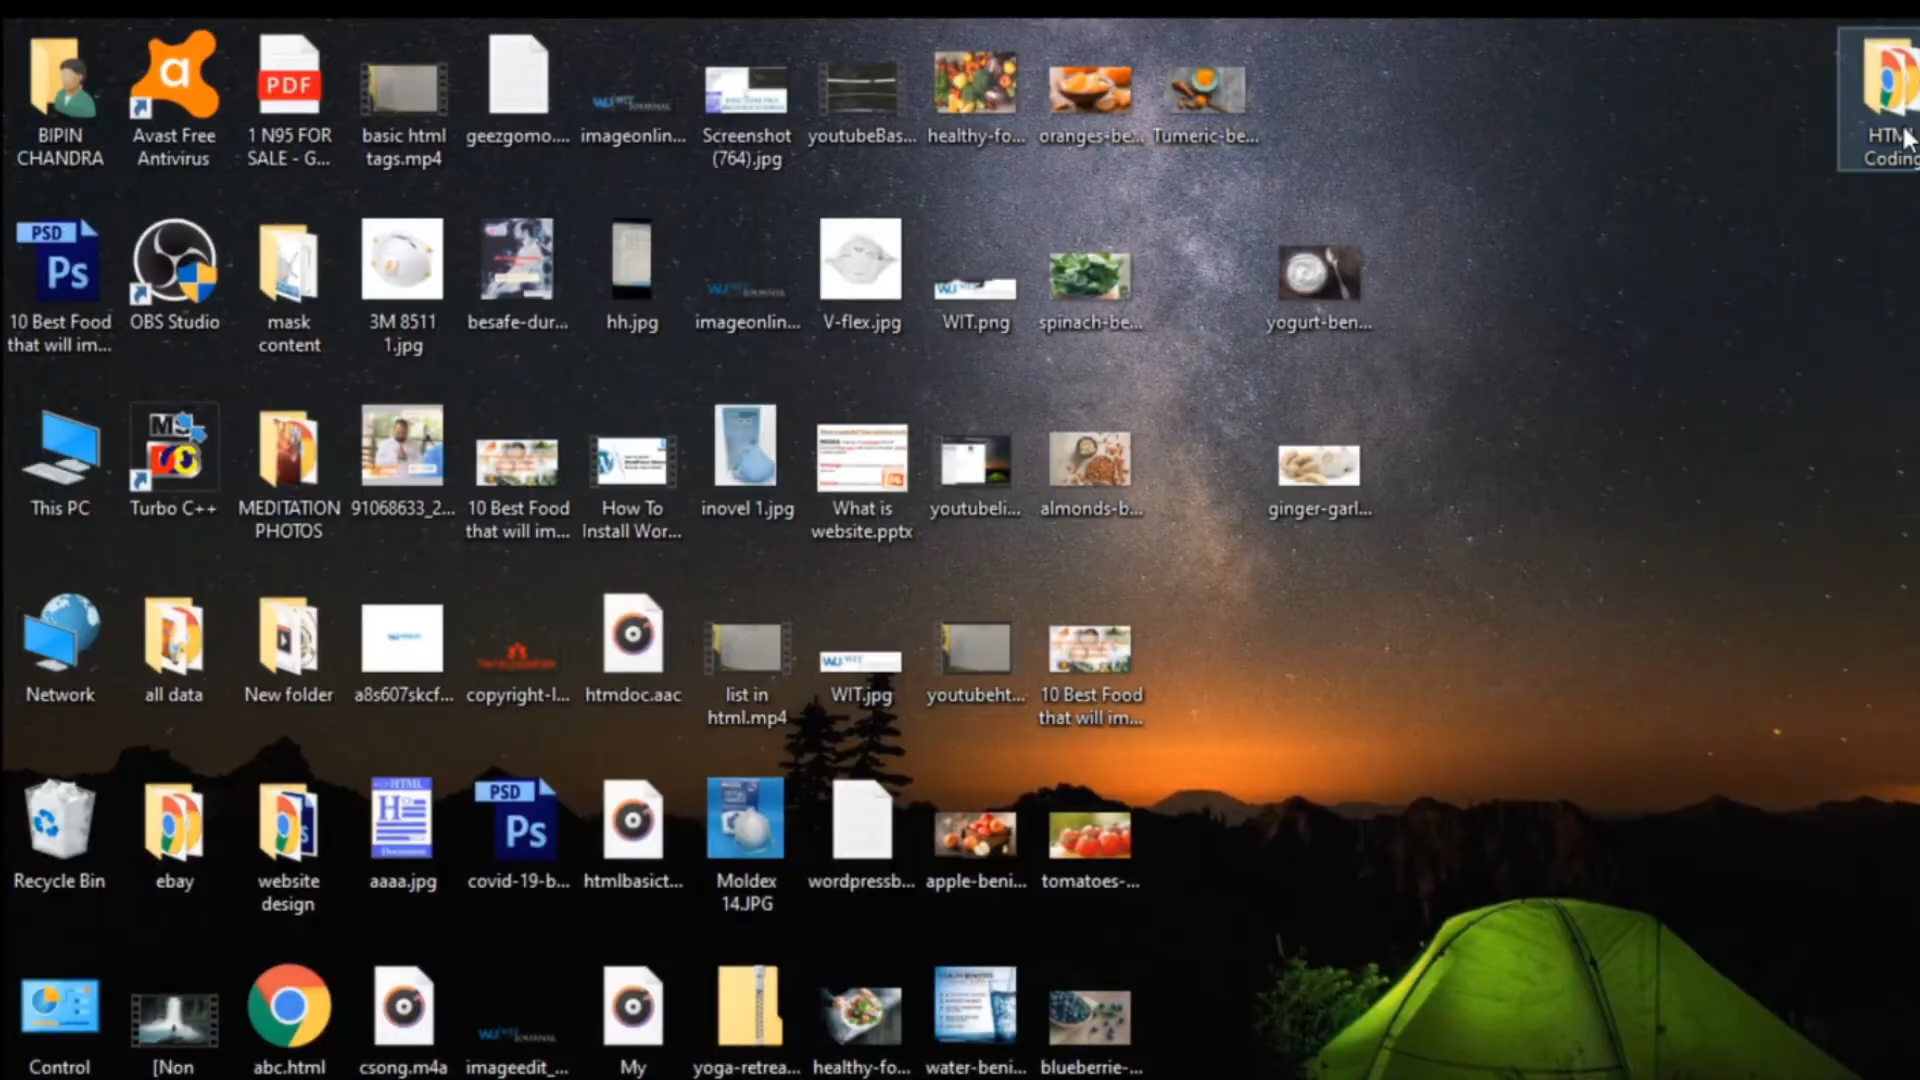 BIPIN
CHANDRA
Avast Free
Antivirus
PDF
1 N95 FOR
SALE - G...
basic html
tags.mp4
geezgomo....
imageonlin...
Screenshot
(764).jpg
youtubeBas...
healthy-fo...
oranges-be...
Tumeric-be...
HTML
Coding
PSD
Ps
10 Best Food
that will im...
OBS Studio
mask
content
3M 8511
1.jpg
besafe-dur...
hh.jpg
imageonlin...
V-flex.jpg
WIT.png
spinach-be...
yogurt-ben...
This PC
Turbo C++
MEDITATION
PHOTOS
91068633_2...
10 Best Food
that will im...
How To
Install Wor...
inovel 1.jpg
What is
website.pptx
youtubeli...
almonds-b...
ginger-garl...
Network
all data
New folder
a8s607skcf...
copyright-l...
htmdoc.aac
list in
html.mp4
WIT.jpg
youtubeht...
10 Best Food
that will im...
Recycle Bin
ebay
website
design
HTML
aaaa.jpg
PSD
Ps
covid-19-b...
htmlbasict...
Moldex
14.JPG
wordpressb...
apple-beni...
tomatoes-...
Control
[Non
abc.html
csong.m4a
imageedit_...
My
yoga-retrea...
healthy-fo...
water-beni...
blueberrie-...